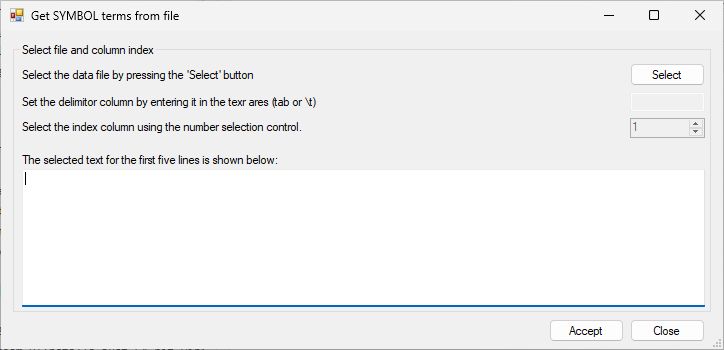 Get SYMBOL terms from file
Select file and column index
Select the data file by pressing the 'Select' button
Select
Set the delimitor column by entering it in the texr ares (tab or \t)
Select the index column using the number selection control.
1
The selected text for the first five lines is shown below:
Accept
Close